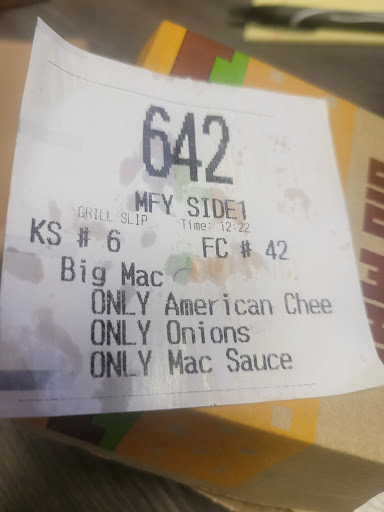 642
MFY SIDE1
GRILL SLIP Time: 12:22
KS # 6 FC # 42
Big Mac
ONLY American Chee
ONLY Onions
ONLY Mac Sauce